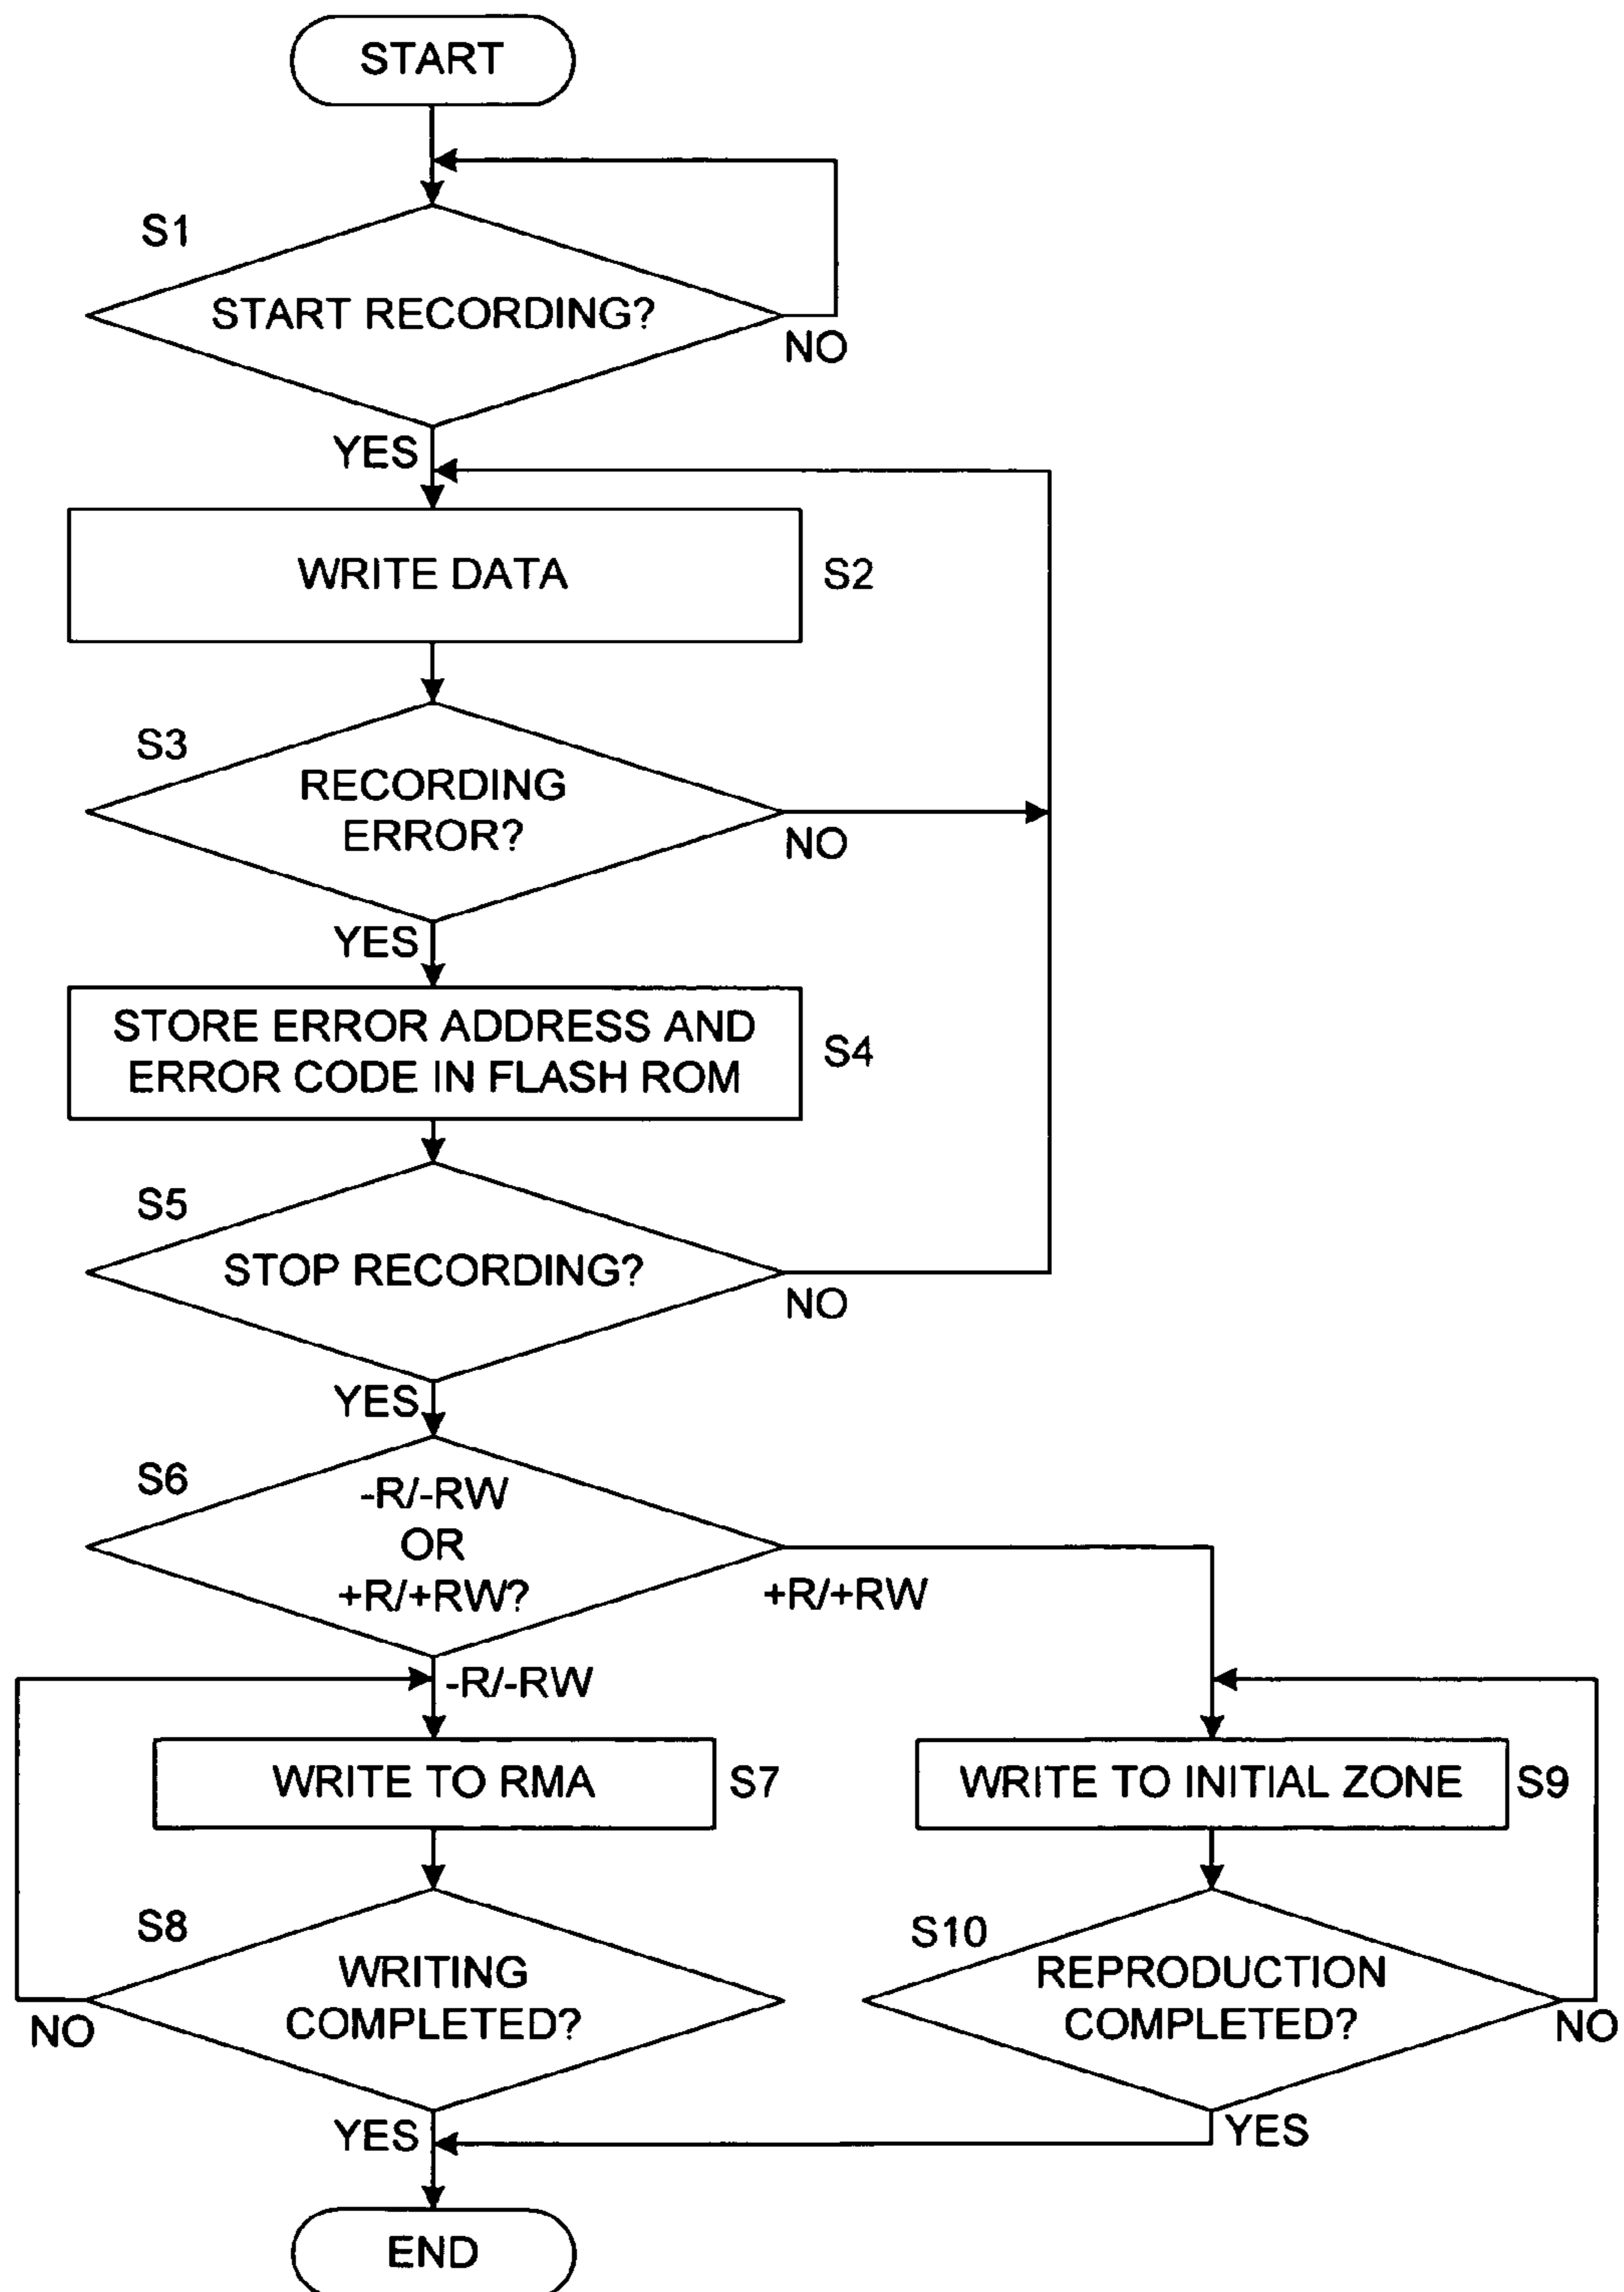 START
S1
START RECORDING?
NO
YES
WRITE DATA
S2
S3
RECORDING
ERROR?
NO
YES
STORE ERROR ADDRESS AND
ERROR CODE IN FLASH ROM
S4
S5
STOP RECORDING?
NO
YES
S6
-R/-RW
OR
+R/+RW?
+R/+RW
-R/-RW
WRITE TO RMA
S7
WRITE TO INITIAL ZONE
S9
S8
WRITING
COMPLETED?
NO
YES
S10
REPRODUCTION
COMPLETED?
NO
YES
END